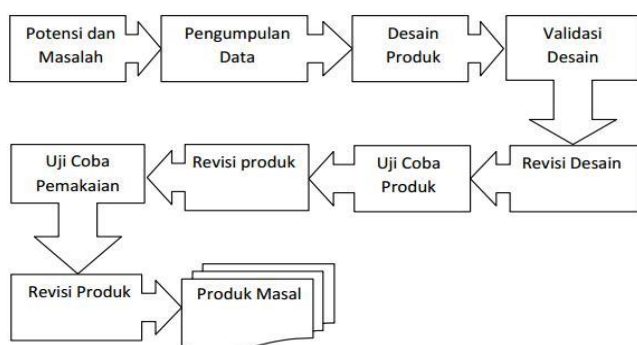 Potensi dan
Masalah
Pengumpulan
Data
Desain
Produk
Validasi
Desain
Revisi Desain
Uji Coba
Produk
Revisi produk
Uji Coba
Pemakaian
Revisi Produk
Produk Masal